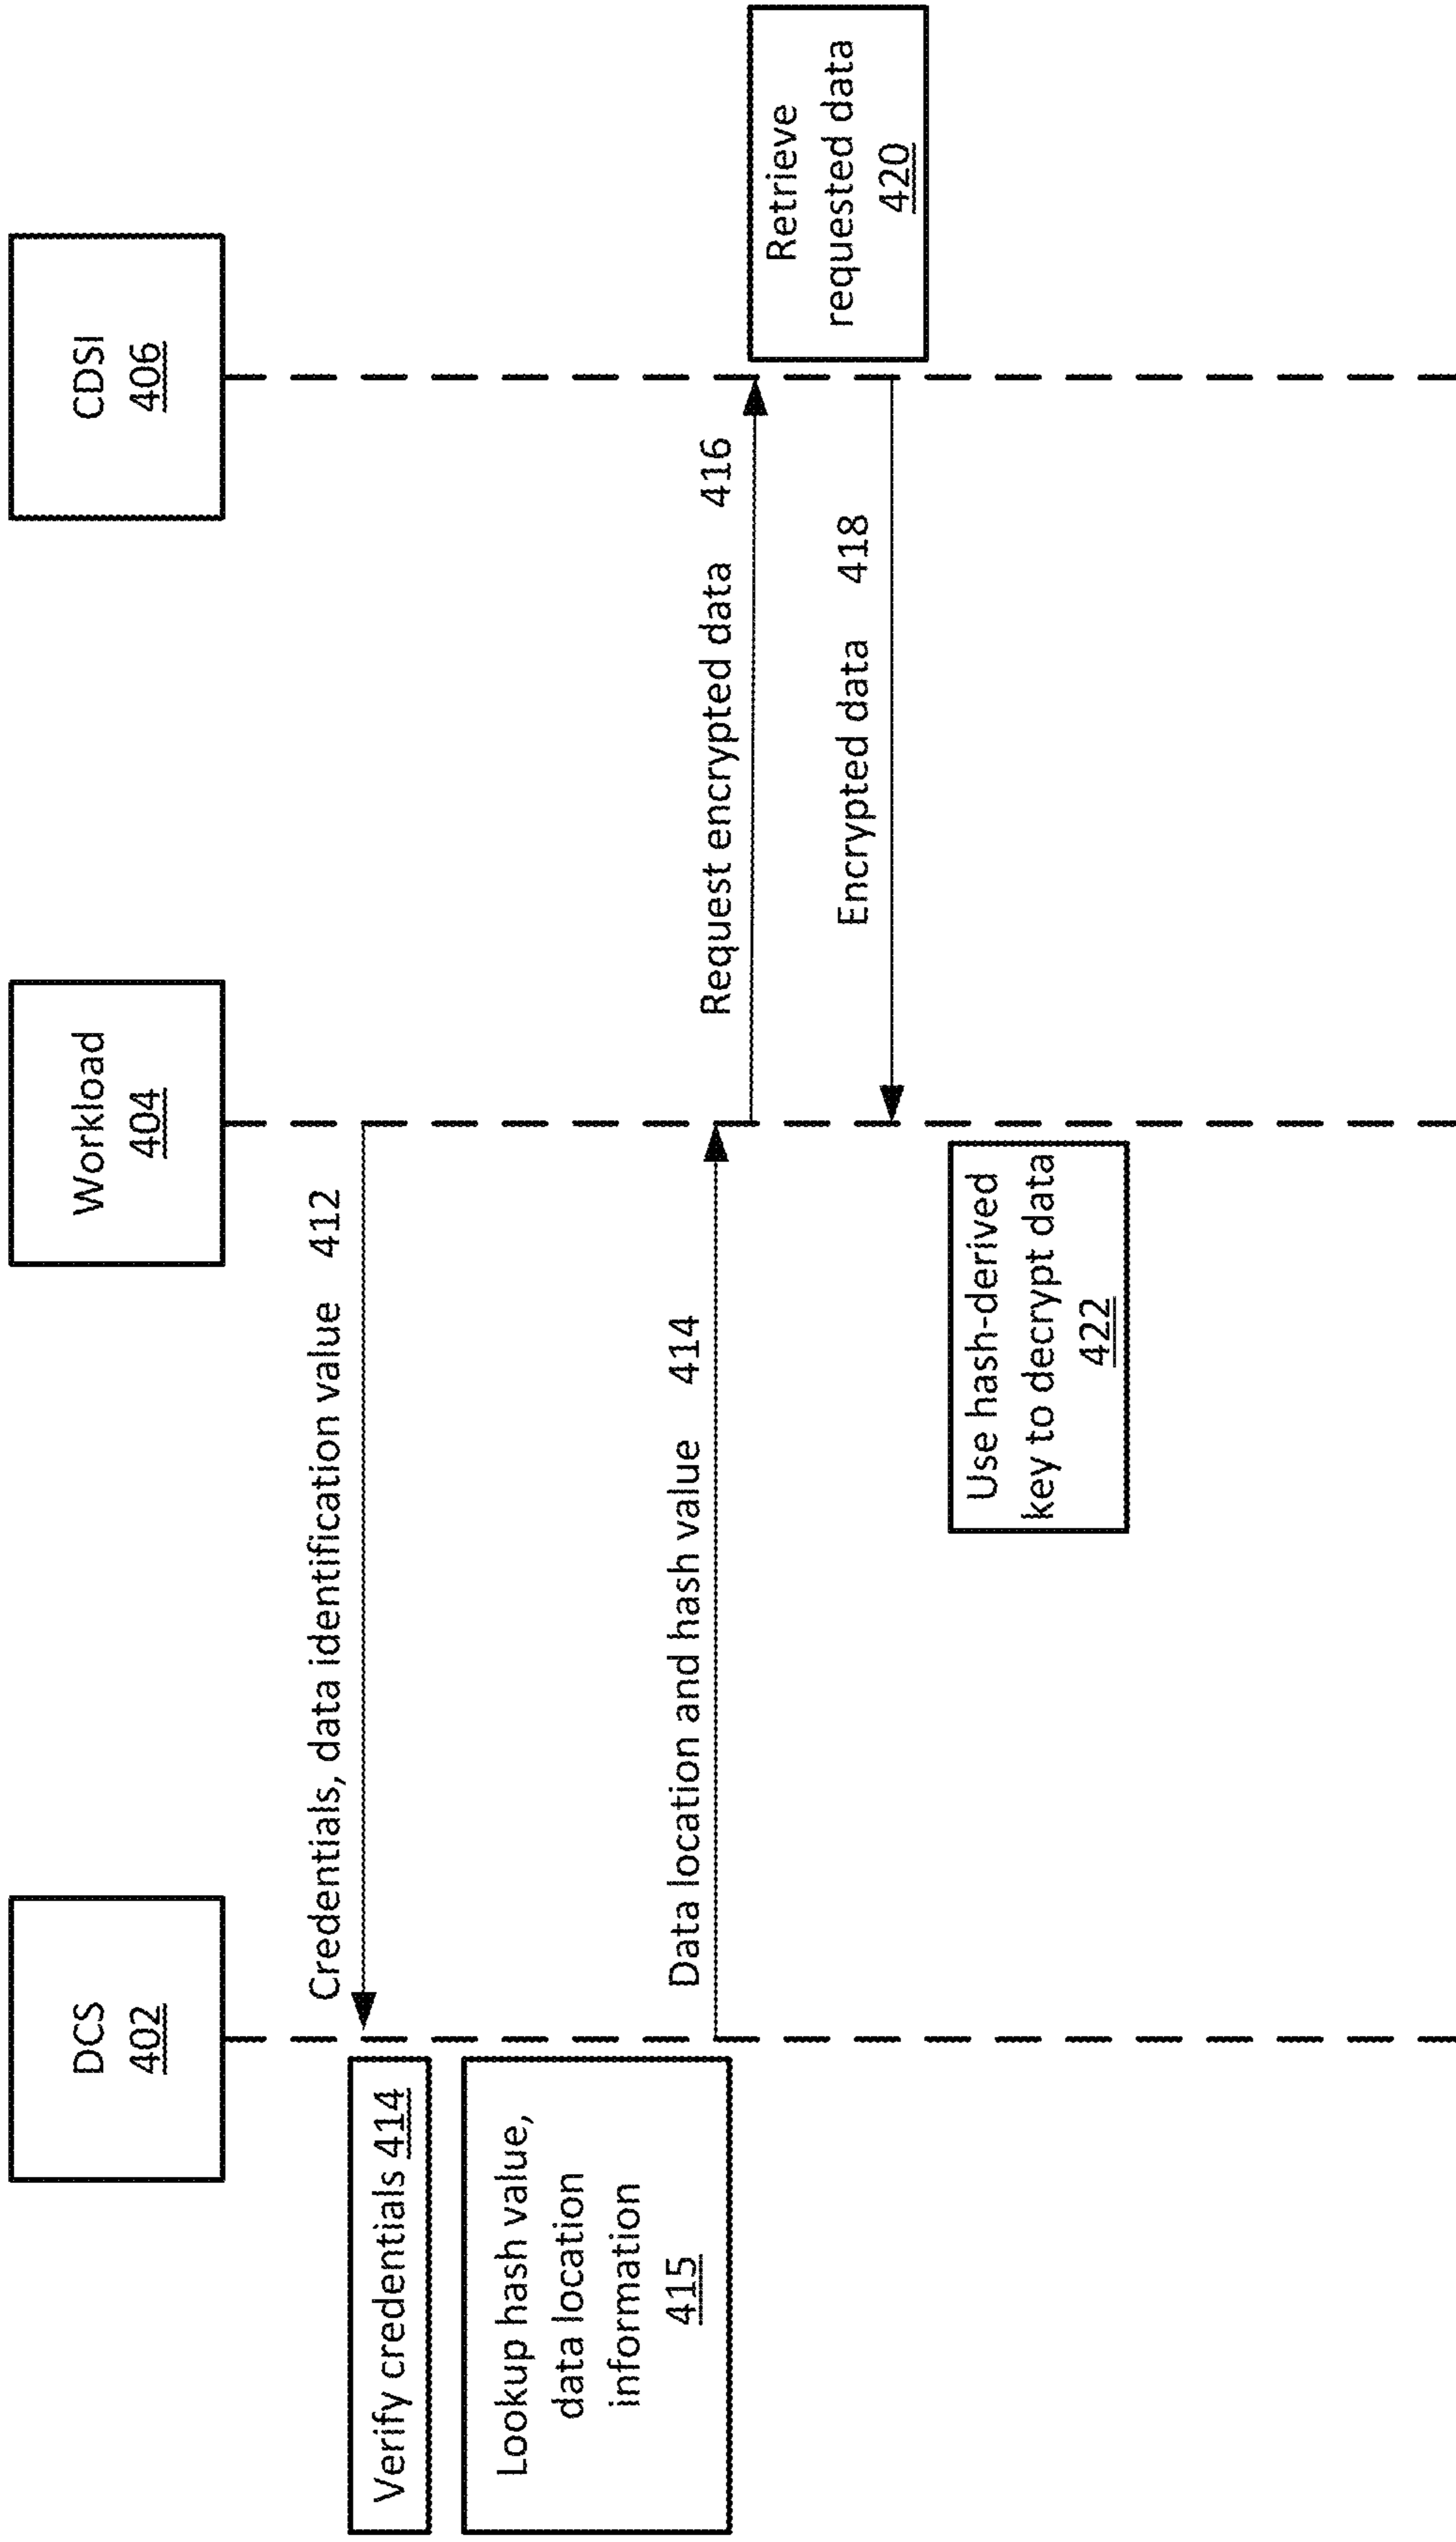 DCS
402
Workload
404
CDSI
406
Credentials, data identification value 412
Verify credentials 414
Lookup hash value,
data location
information
415
Data location and hash value 414
Request encrypted data 416
Retrieve
requested data
420
Encrypted data 418
Use hash-derived
key to decrypt data
422